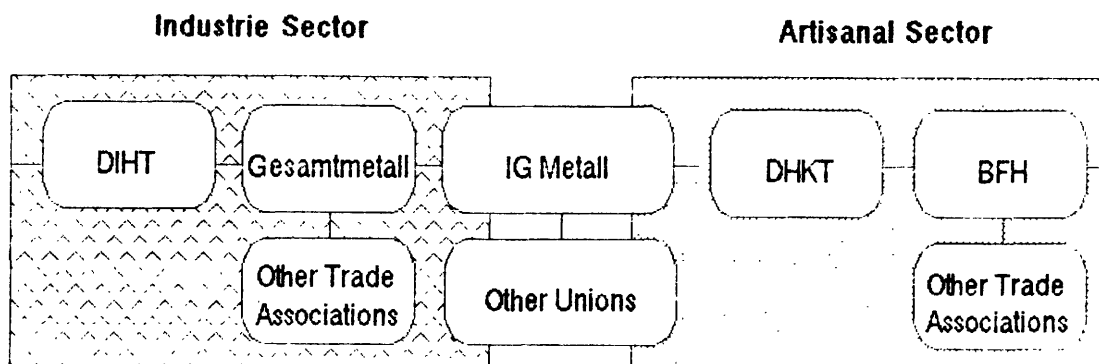 Industrie Sector
Artisanal Sector
DIHT
Gesamtmetall
IG Metall
DHKT
BFH
Other Trade
Associations
Other Unions
Other Trade
Associations